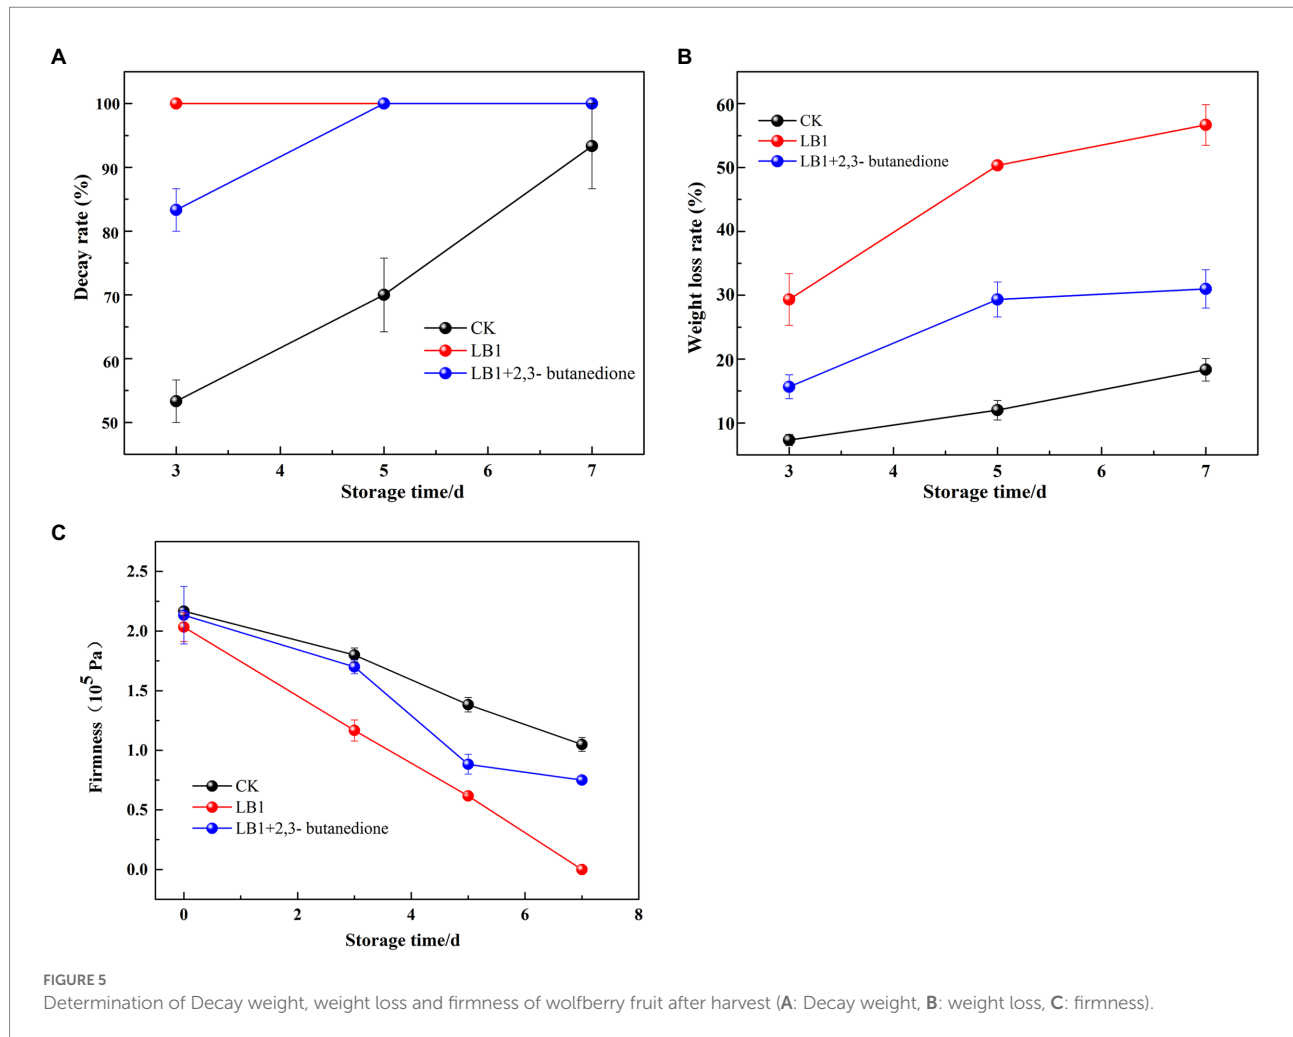 A
100
90
80
70
60
50
Decay rate (%)
CK
LB1
LB1+2,3- butanedione
3
4
5
6
7
Storage time/d
B
60
50
40
30
20
10
Weight loss rate (%)
CK
LB1
LB1+2,3- butanedione
3
4
5
6
7
Storage time/d
C
2.5
2.0
1.5
1.0
0.5
0.0
Firmness（10⁵ Pa）
CK
LB1
LB1+2,3- butanedione
0
2
4
6
8
Storage time/d
FIGURE 5
Determination of Decay weight, weight loss and firmness of wolfberry fruit after harvest (A: Decay weight, B: weight loss, C: firmness).